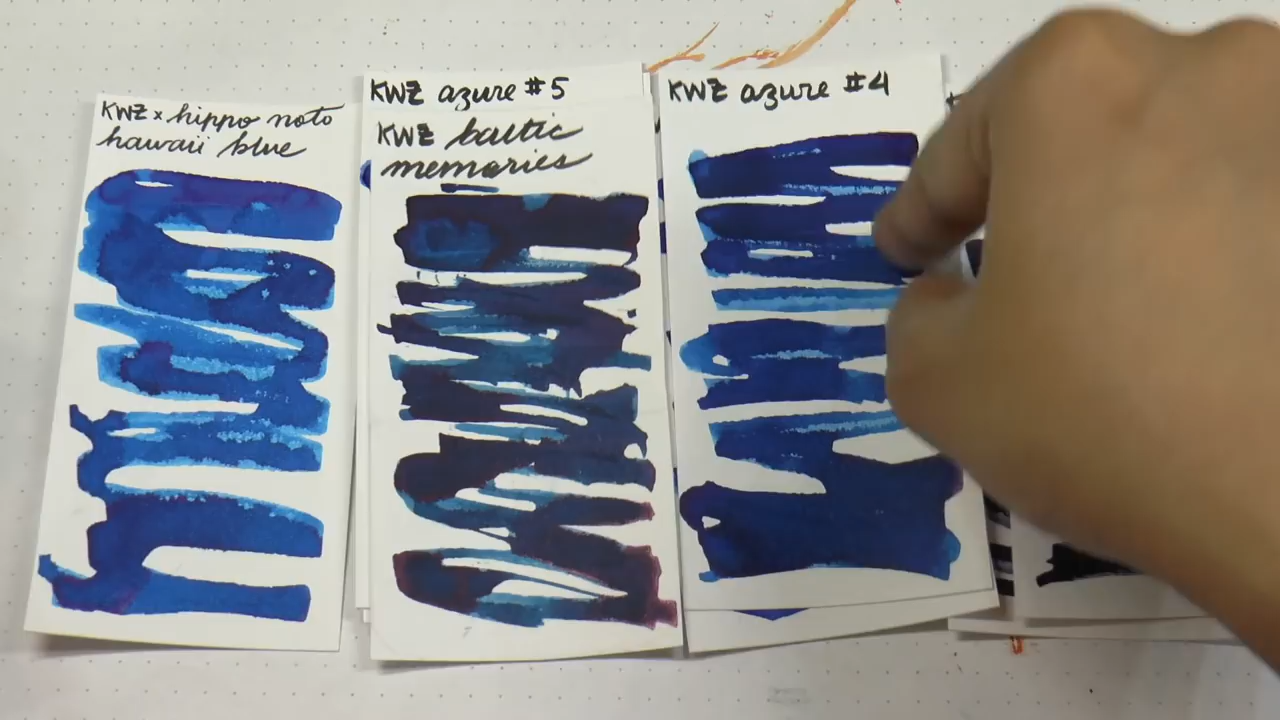 KWZ x hippo noto
hawaii blue
KWZ azure #5
KWZ baltic
memories
KWZ azure #4